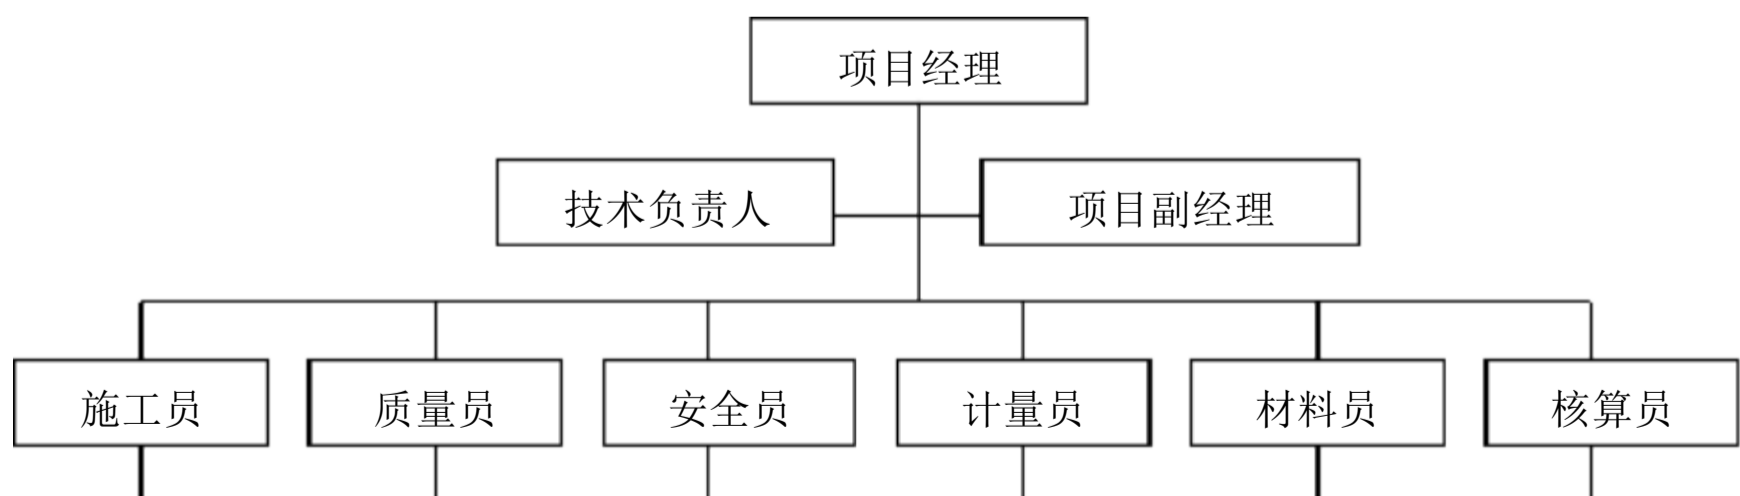 项目经理
技术负责人
项目副经理
施工员
质量员
安全员
计量员
材料员
核算员